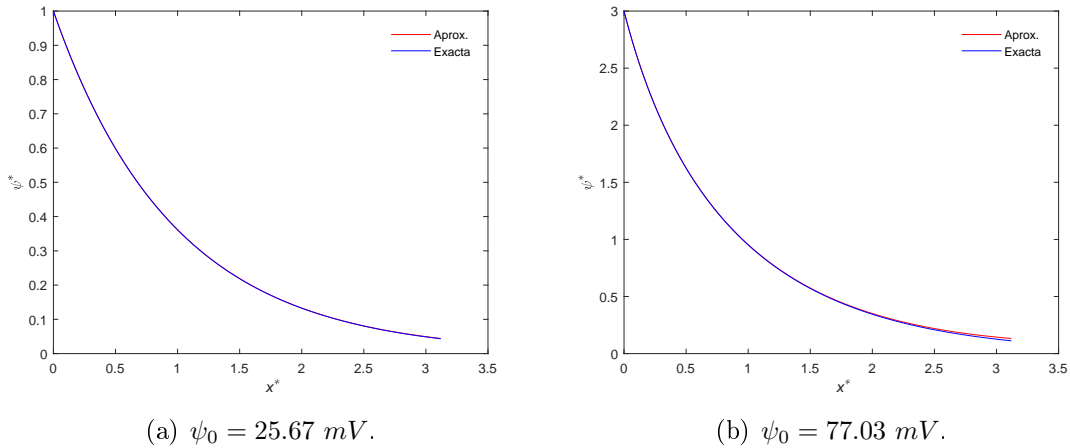 1
0.9
0.8
0.7
0.6
0.5
0.4
0.3
0.2
0.1
0
ψ*
Aprox.
Exacta
0 0.5 1 1.5 2 2.5 3 3.5
x*
(a) ψ₀ = 25.67 mV.
3
2.5
2
1.5
1
0.5
0
ψ*
Aprox.
Exacta
0 0.5 1 1.5 2 2.5 3 3.5
x*
(b) ψ₀ = 77.03 mV.